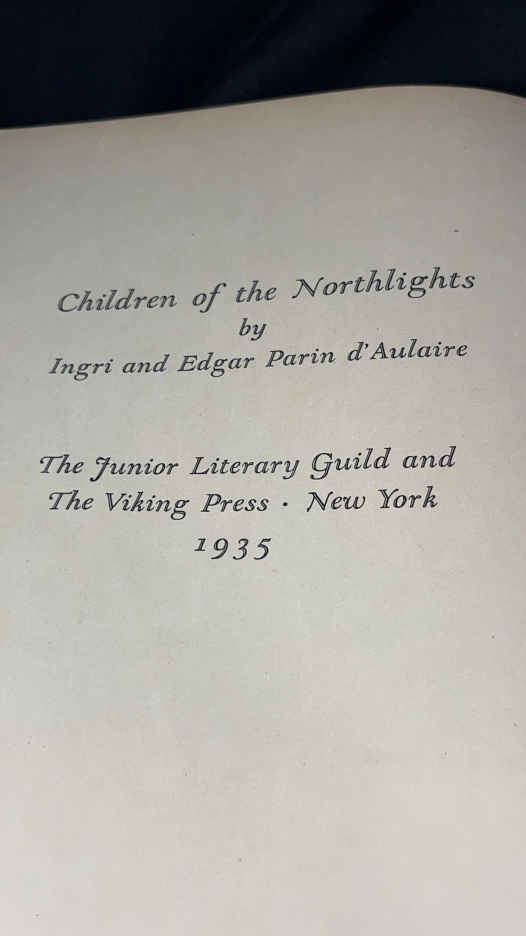 Children of the Northlights
by
Ingri and Edgar Parin d'Aulaire
The Junior Literary Guild and
The Viking Press · New York
1935